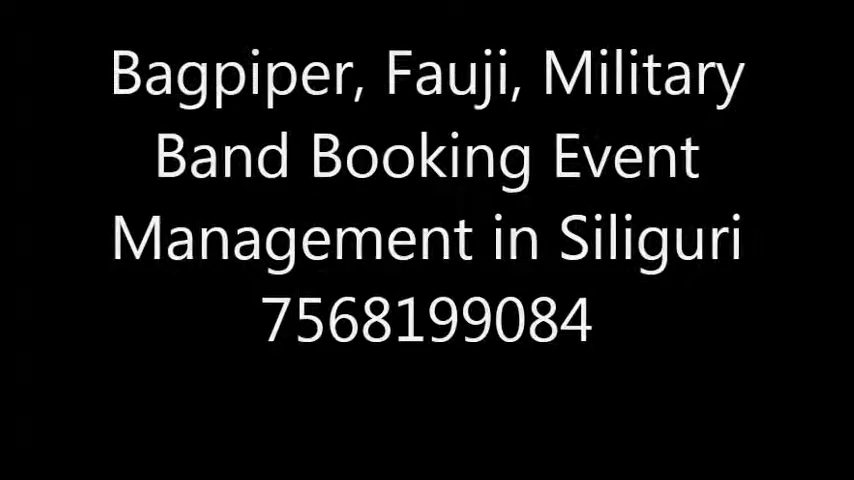 Bagpiper, Fauji, Military
Band Booking Event
Management in Siliguri
7568199084